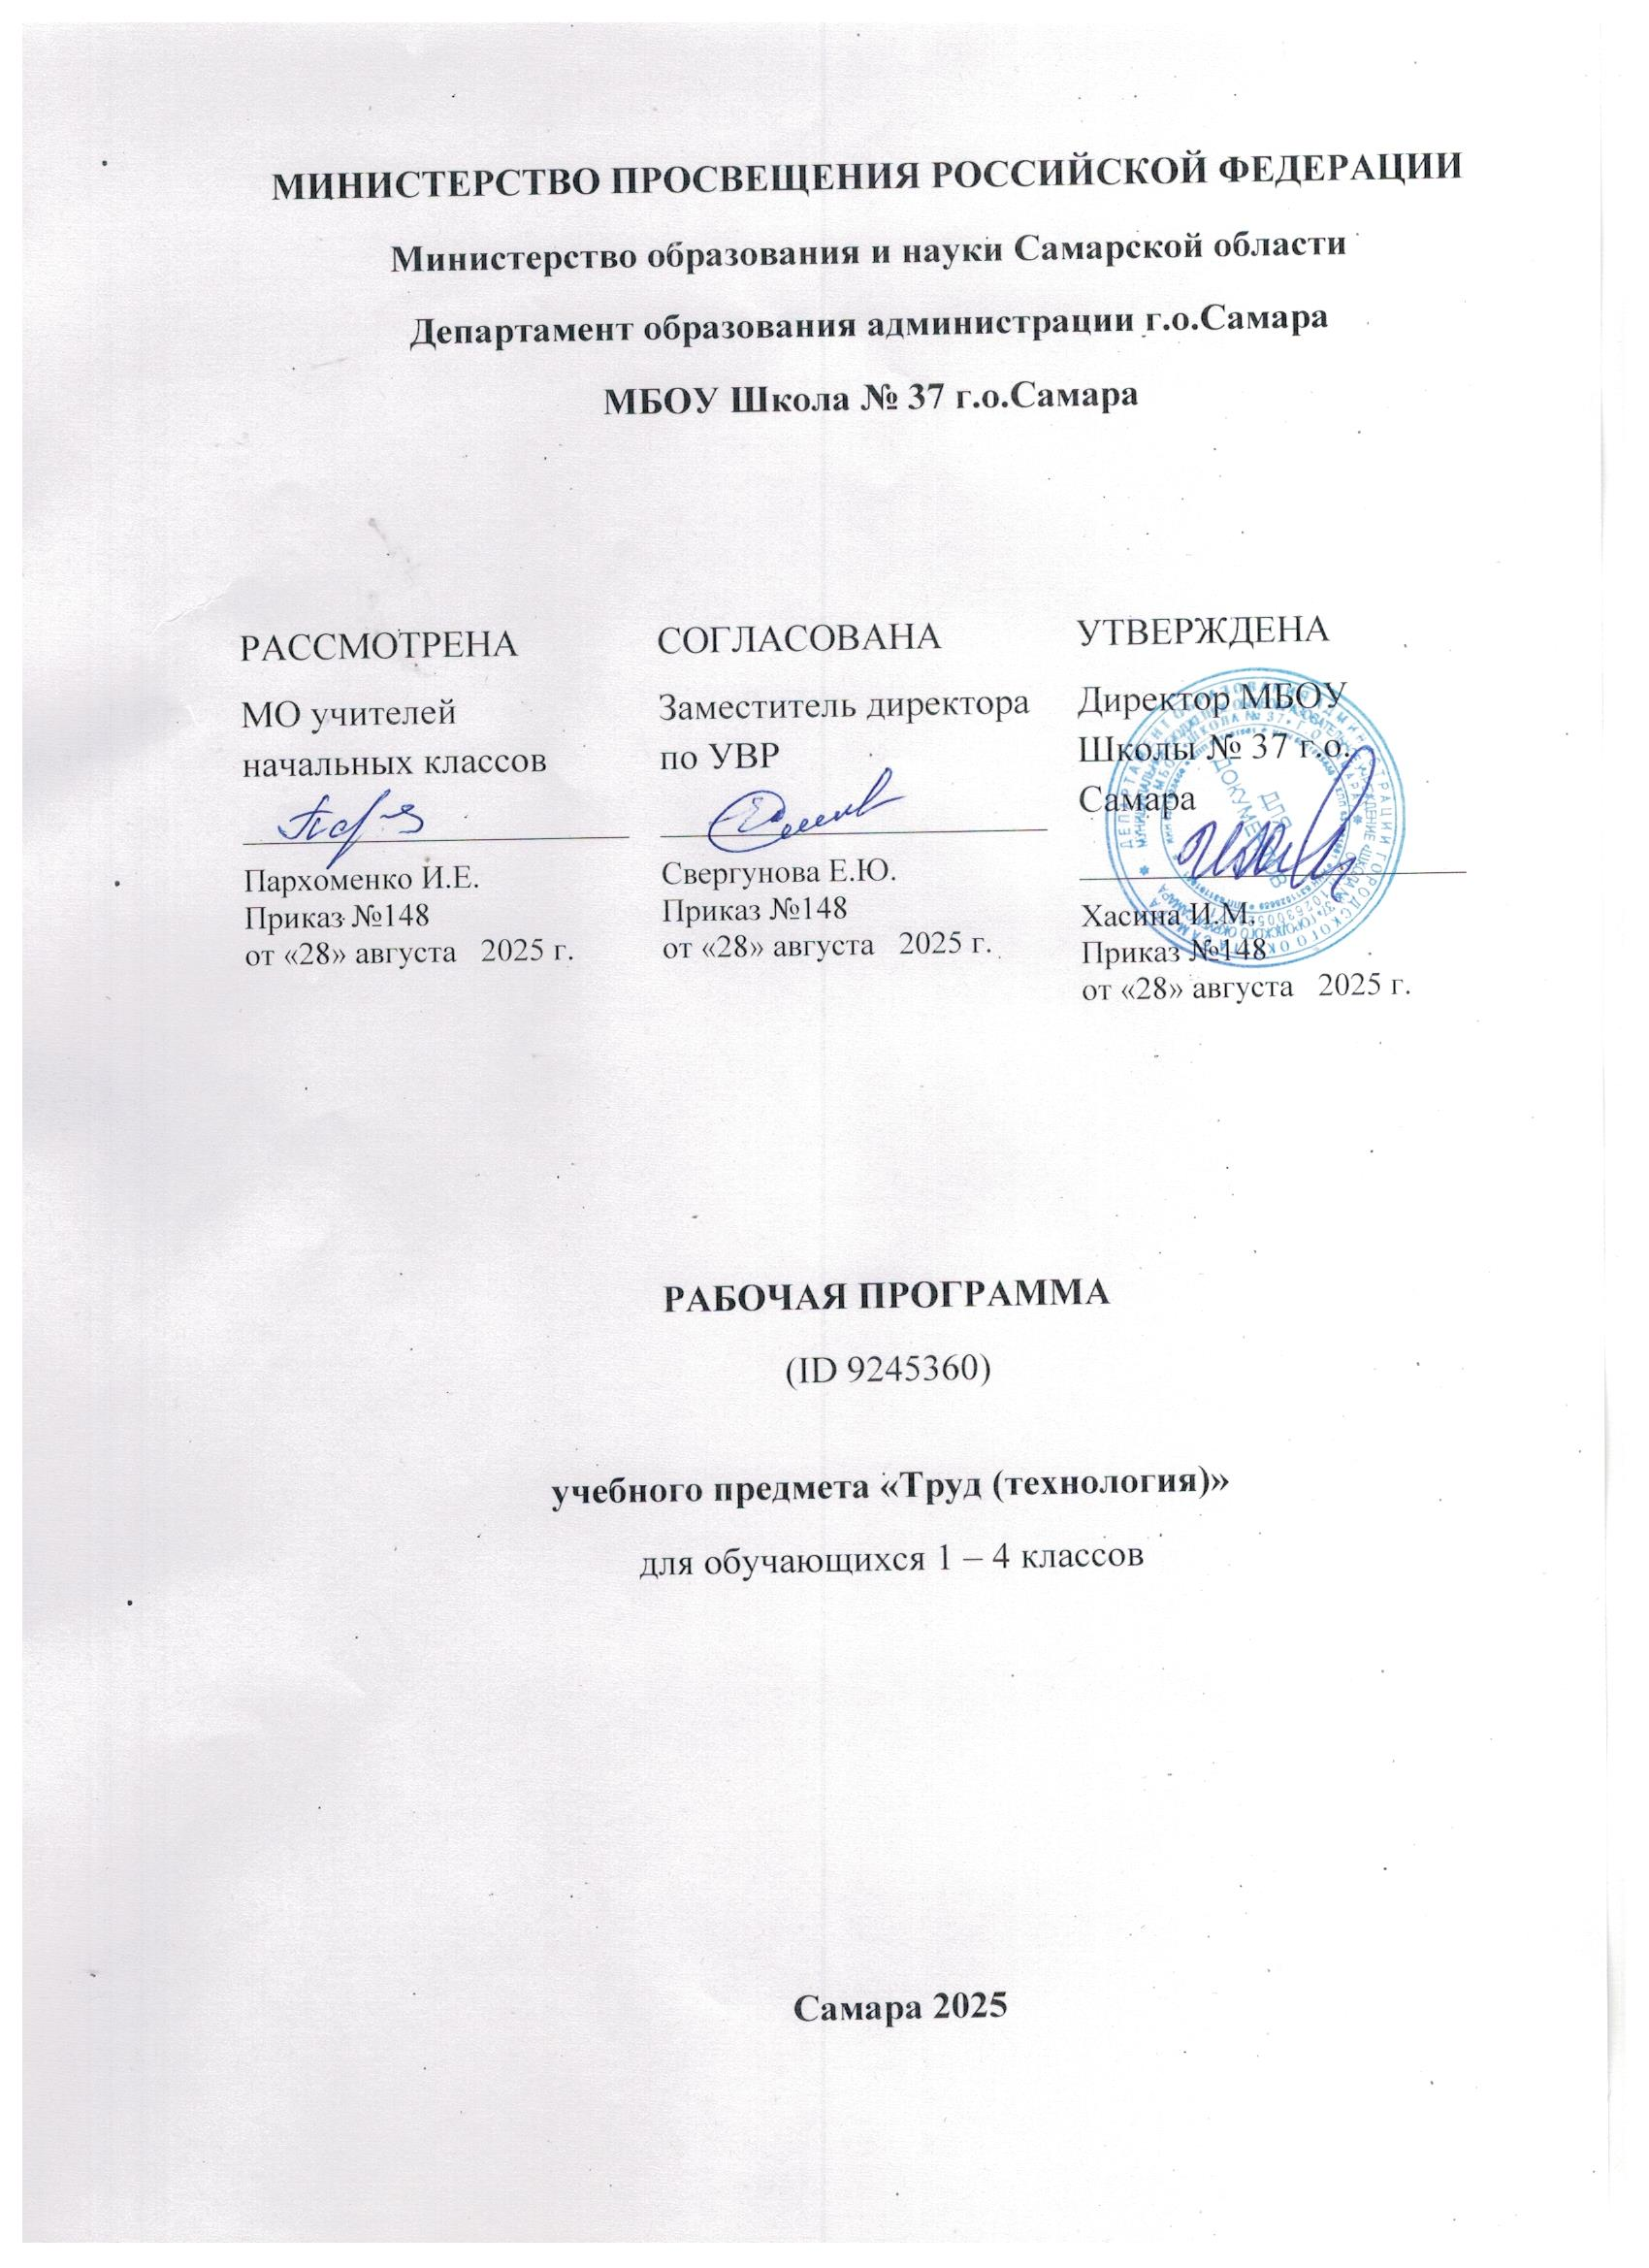 МИНИСТЕРСТВО ПРОСВЕЩЕНИЯ РОССИЙСКОЙ ФЕДЕРАЦИИ
Министерство образования и науки Самарской области
Департамент образования администрации г.о.Самара
МБОУ Школа № 37 г.о.Самара
РАССМОТРЕНА
МО учителей
начальных классов
Пархоменко И.Е.
Приказ №148
от «28» августа 2025 г.
СОГЛАСОВАНА
Заместитель директора
по УВР
Свергунова Е.Ю.
Приказ №148
от «28» августа 2025 г.
УТВЕРЖДЕНА
Директор МБОУ
Школы № 37 г.о.
Самара
Хасина И.М.
Приказ №148
от «28» августа 2025 г.
РАБОЧАЯ ПРОГРАММА
(ID 9245360)
учебного предмета «Труд (технология)»
для обучающихся 1 – 4 классов
Самара 2025